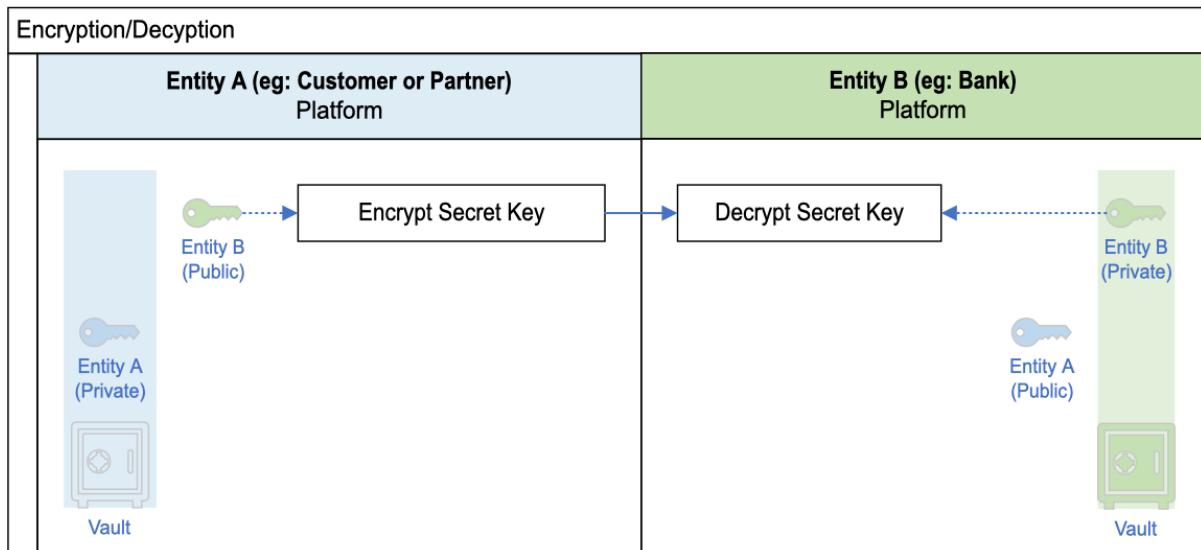 Encryption/Decyption
Entity A (eg: Customer or Partner)
Platform
Entity B (eg: Bank)
Platform
Encrypt Secret Key
Decrypt Secret Key
Entity B
(Public)
Entity B
(Private)
Entity A
(Private)
Entity A
(Public)
Vault
Vault